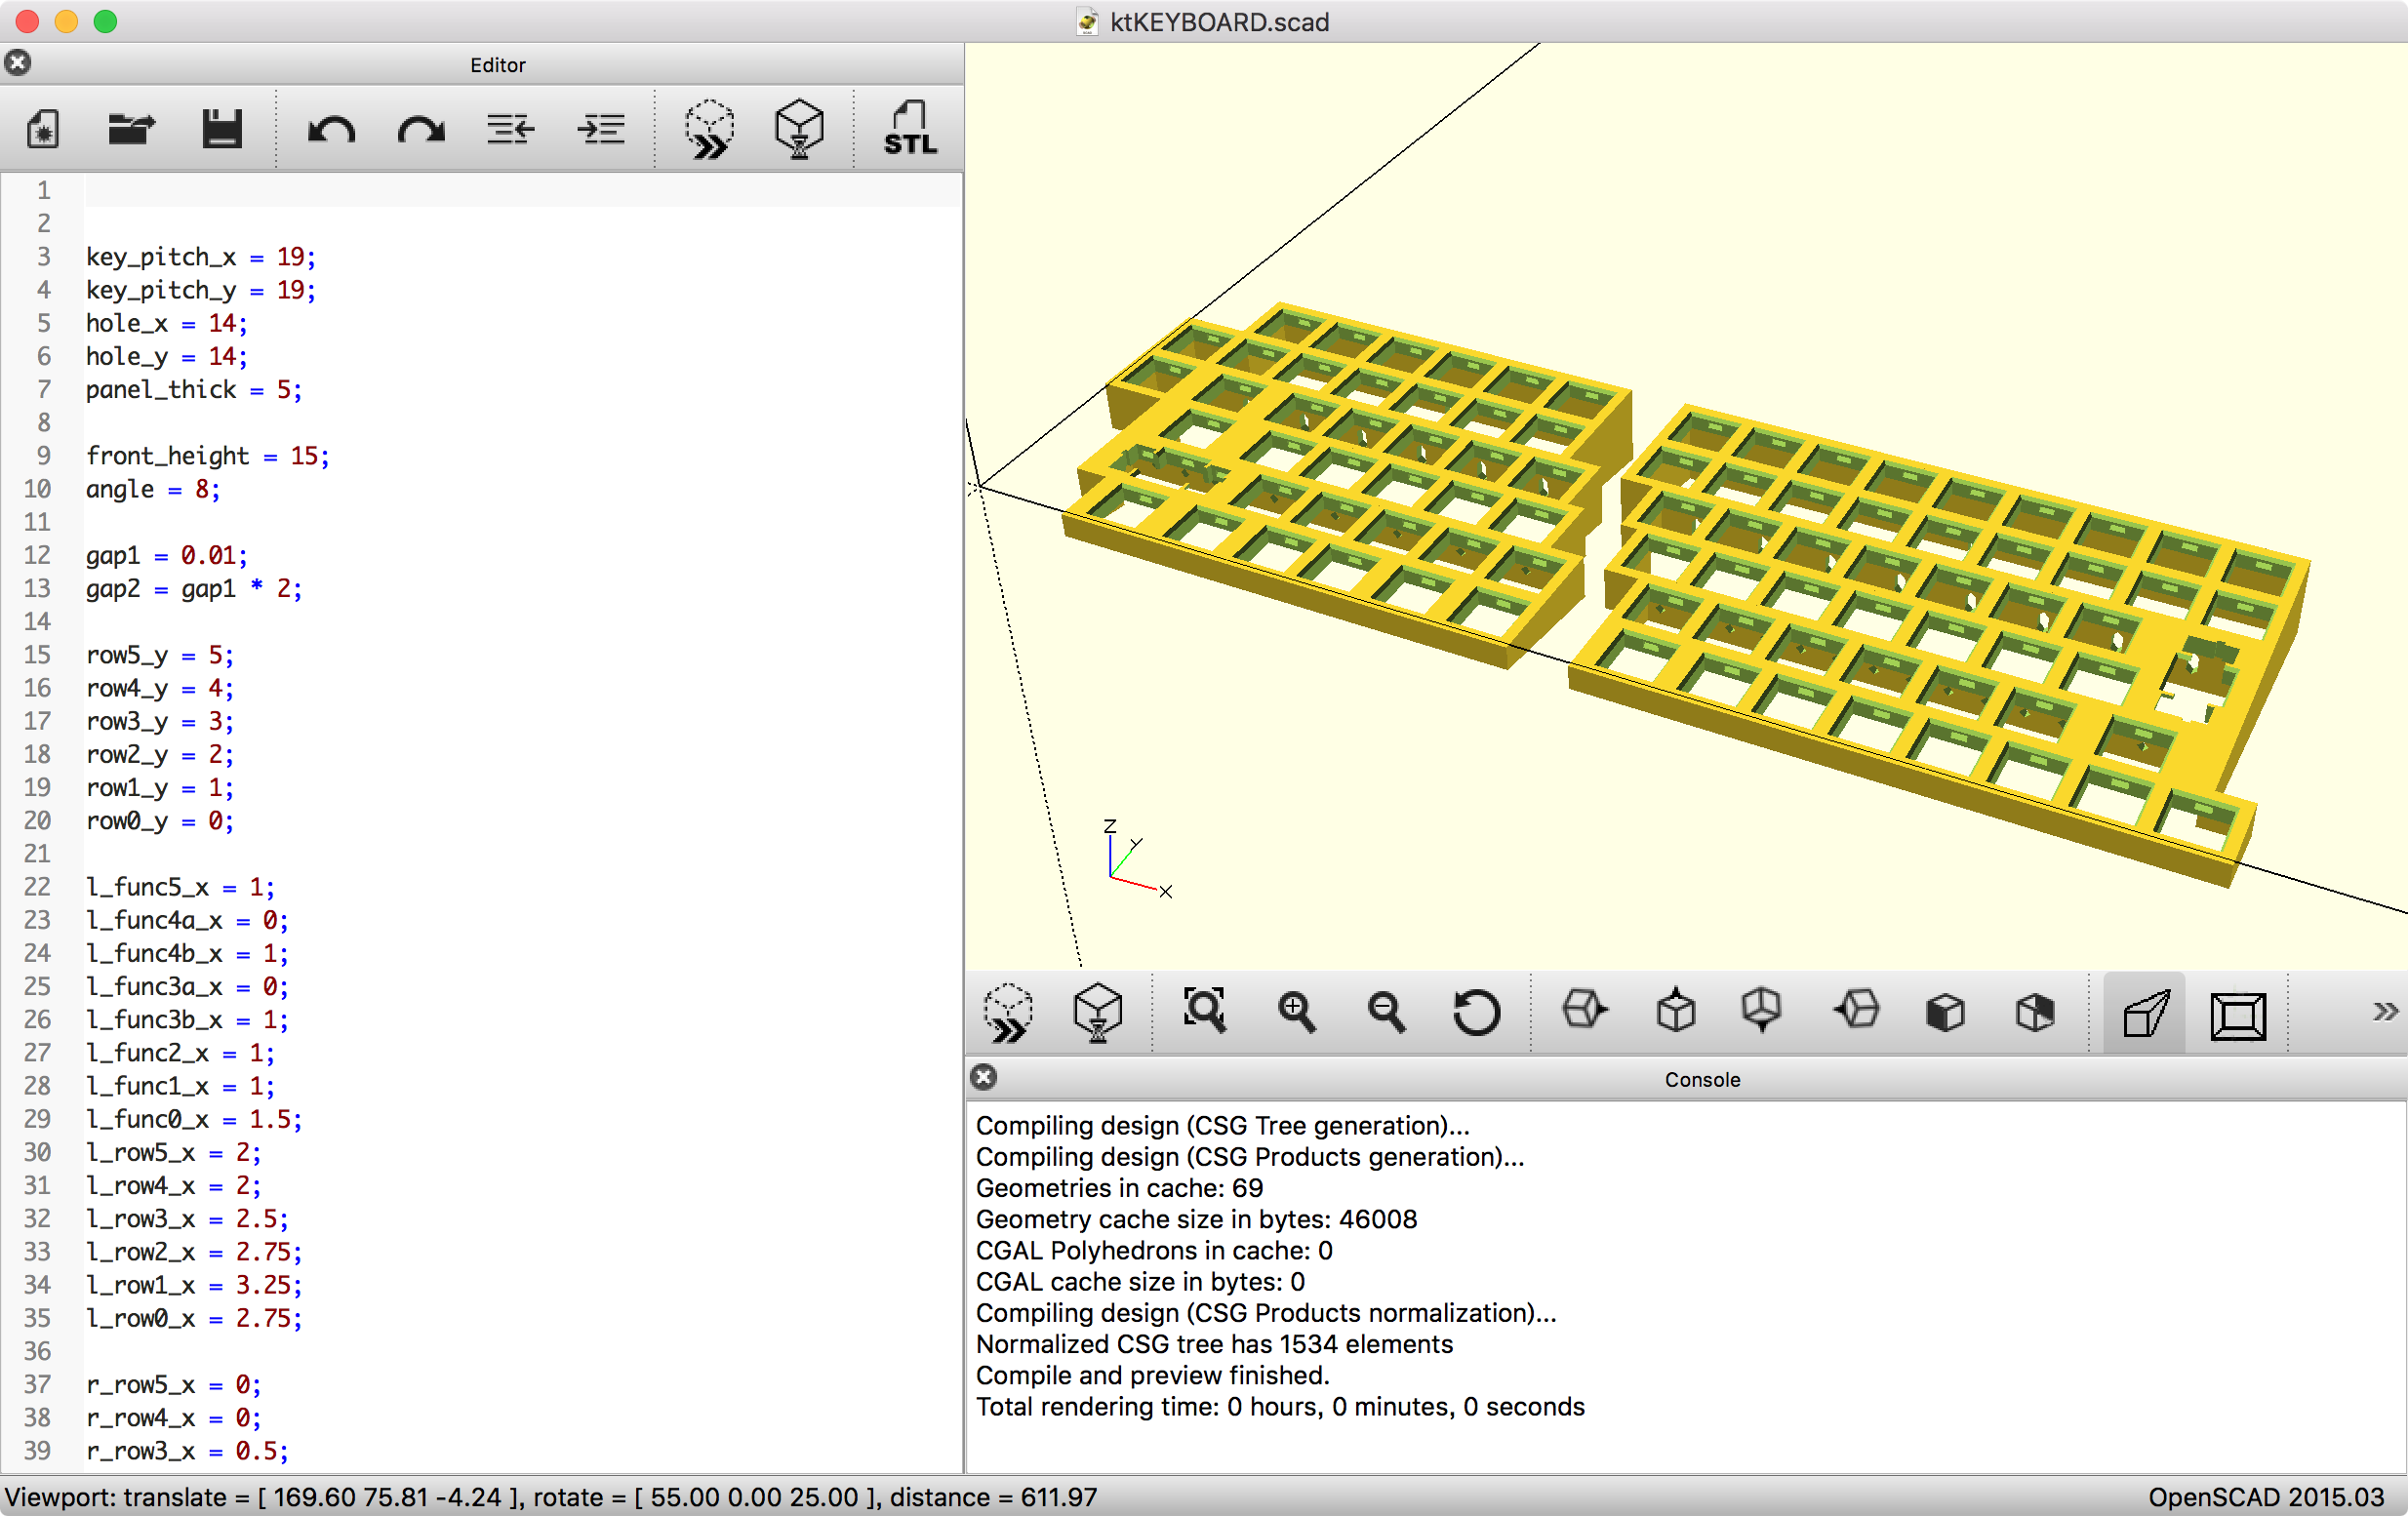 ktKEYBOARD.scad
Editor
STL
1
2
3 key_pitch_x = 19;
4 key_pitch_y = 19;
5 hole_x = 14;
6 hole_y = 14;
7 panel_thick = 5;
8
9 front_height = 15;
10 angle = 8;
11
12 gap1 = 0.01;
13 gap2 = gap1 * 2;
14
15 row5_y = 5;
16 row4_y = 4;
17 row3_y = 3;
18 row2_y = 2;
19 row1_y = 1;
20 row0_y = 0;
21
22 l_func5_x = 1;
23 l_func4a_x = 0;
24 l_func4b_x = 1;
25 l_func3a_x = 0;
26 l_func3b_x = 1;
27 l_func2_x = 1;
28 l_func1_x = 1;
29 l_func0_x = 1.5;
30 l_row5_x = 2;
31 l_row4_x = 2;
32 l_row3_x = 2.5;
33 l_row2_x = 2.75;
34 l_row1_x = 3.25;
35 l_row0_x = 2.75;
36
37 r_row5_x = 0;
38 r_row4_x = 0;
39 r_row3_x = 0.5;
Z
Y
X
Console
Compiling design (CSG Tree generation)...
Compiling design (CSG Products generation)...
Geometries in cache: 69
Geometry cache size in bytes: 46008
CGAL Polyhedrons in cache: 0
CGAL cache size in bytes: 0
Compiling design (CSG Products normalization)...
Normalized CSG tree has 1534 elements
Compile and preview finished.
Total rendering time: 0 hours, 0 minutes, 0 seconds
Viewport: translate = [ 169.60 75.81 -4.24 ], rotate = [ 55.00 0.00 25.00 ], distance = 611.97
OpenSCAD 2015.03